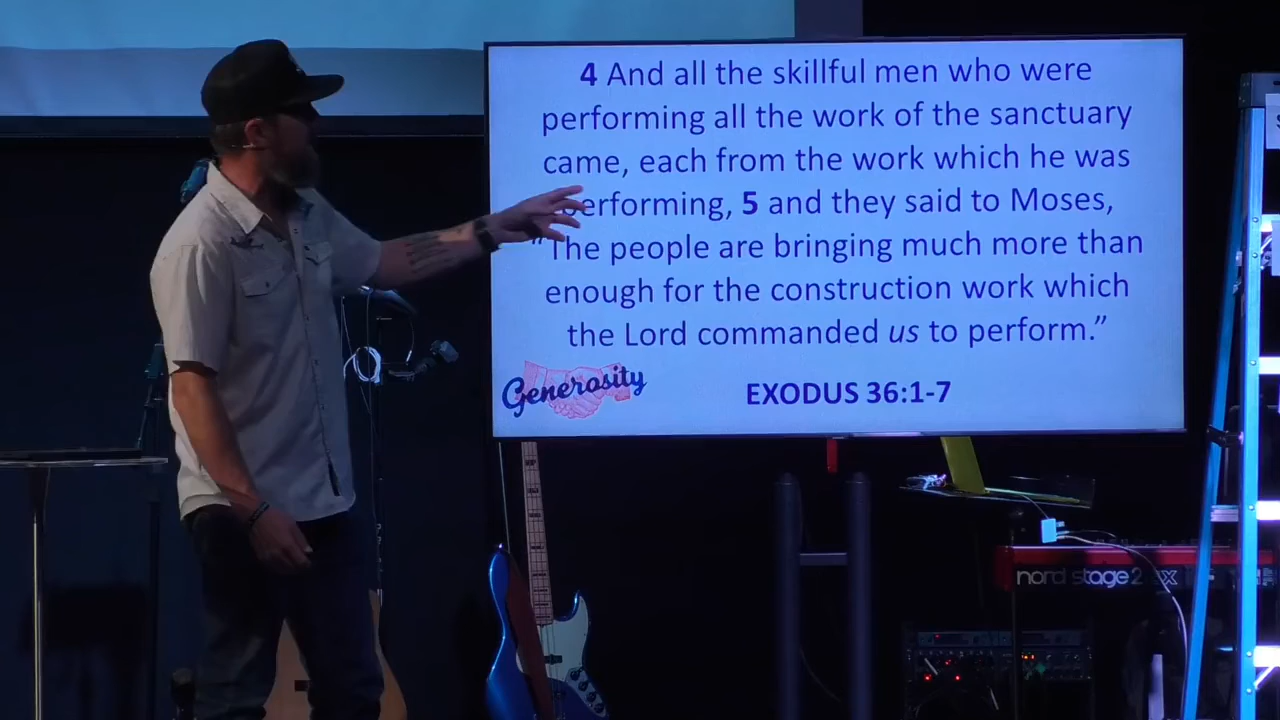 4 And all the skillful men who were
performing all the work of the sanctuary
came, each from the work which he was
performing, 5 and they said to Moses,
“The people are bringing much more than
enough for the construction work which
the Lord commanded us to perform.”
Generosity
EXODUS 36:1-7
nord stage 2 EX